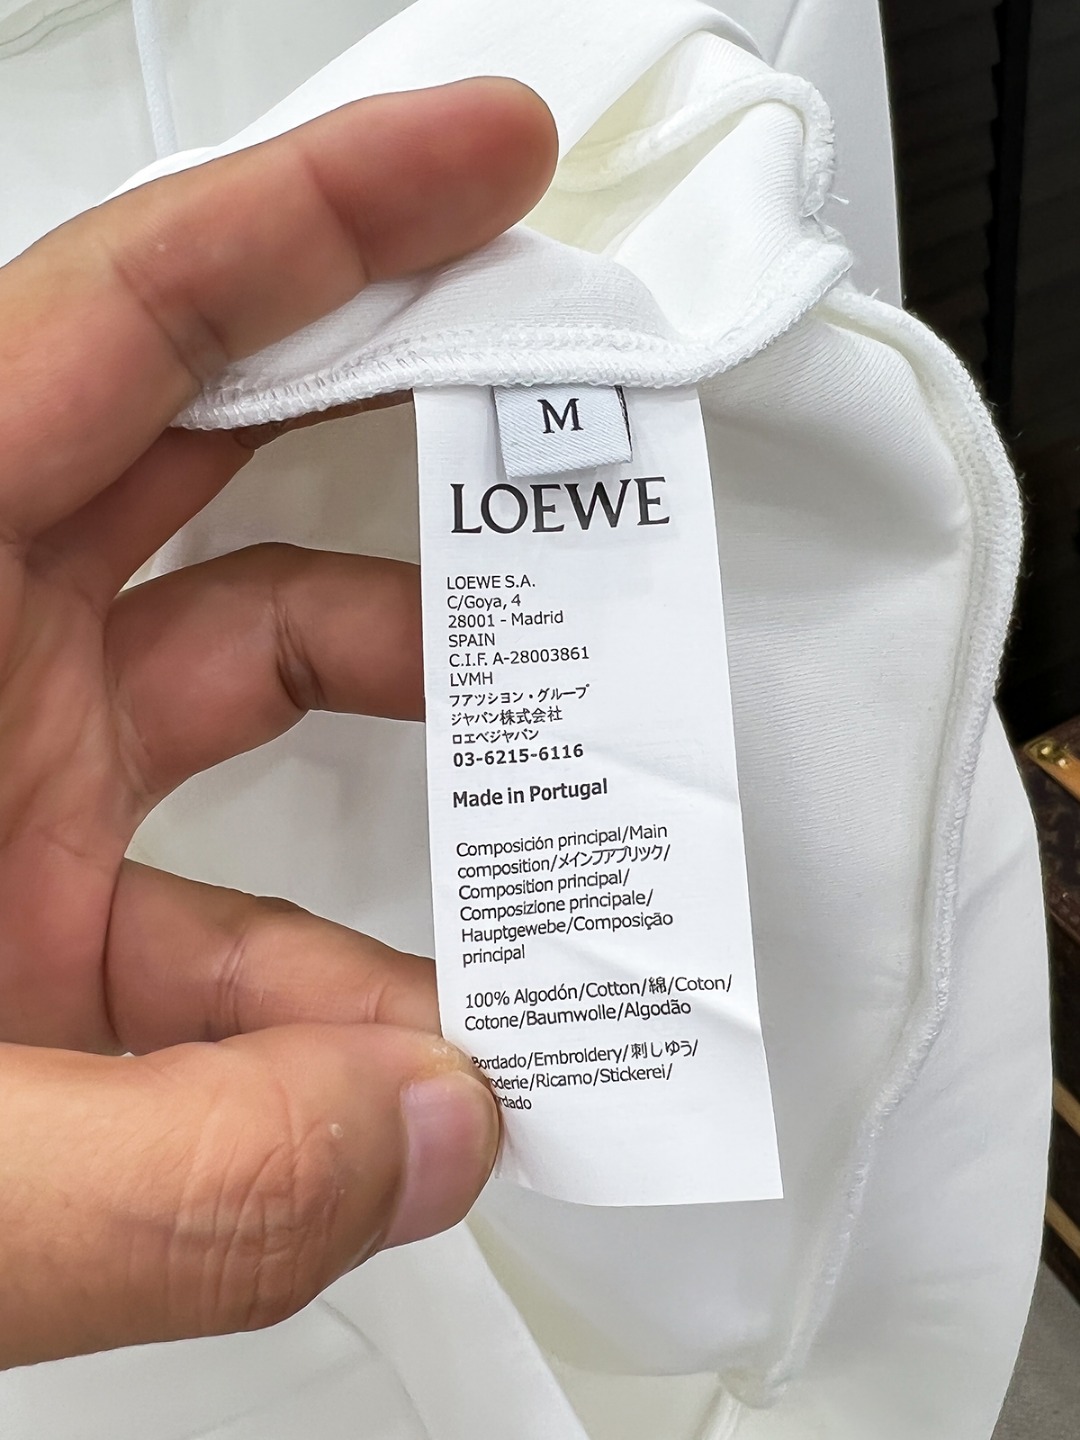 M
LOEWE
LOEWE S.A.
C/Goya, 4
28001 - Madrid
SPAIN
C.I.F. A-28003861
LVMH
ファッション・グループ
ジャパン株式会社
ロエベジャパン
03-6215-6116
Made in Portugal
Composición principal/Main
composition/メインファブリック/
Composition principal/
Composizione principale/
Hauptgewebe/Composição
principal
100% Algodón/Cotton/綿/Coton/
Cotone/Baumwolle/Algodão
Bordado/Embroidery/刺しゆう/
/Ricamo/Stickerei/